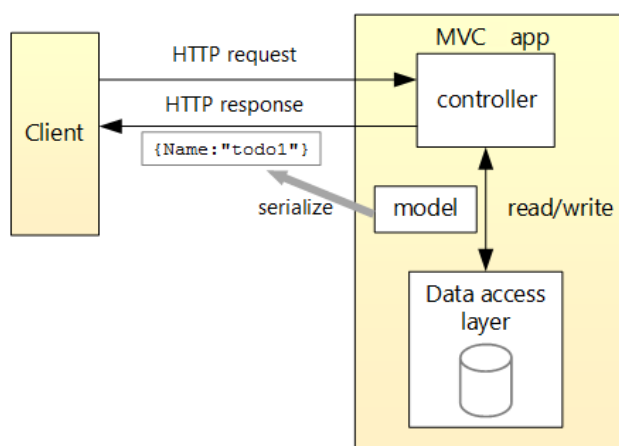 MVC app
HTTP request
controller
HTTP response
Client
{Name:"todo1"}
serialize
model
read/write
Data access
layer